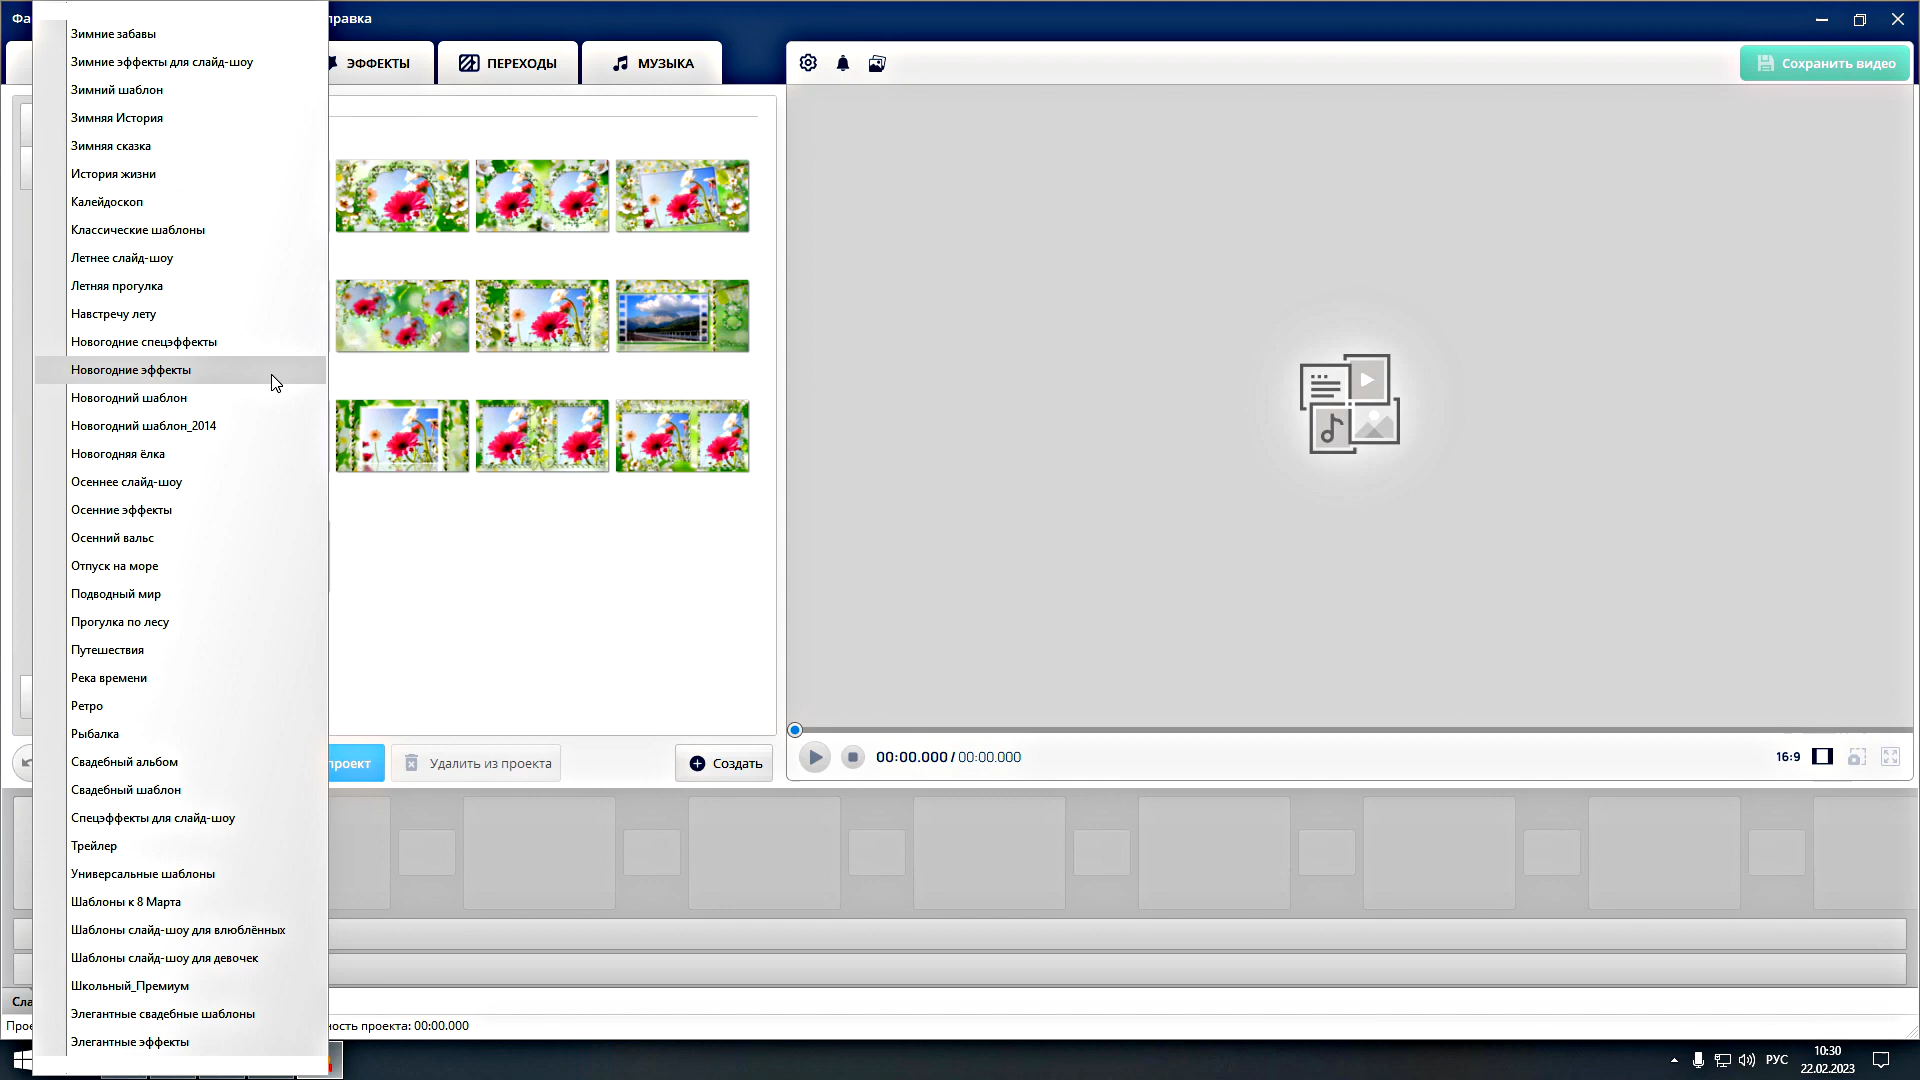 Фа
правка
ЭФФЕКТЫ
ПЕРЕХОДЫ
МУЗЫКА
Сохранить видео
Зимние забавы
Зимние эффекты для слайд-шоу
Зимний шаблон
Зимняя История
Зимняя сказка
История жизни
Калейдоскоп
Классические шаблоны
Летнее слайд-шоу
Летняя прогулка
Навстречу лету
Новогодние спецэффекты
Новогодние эффекты
Новогодний шаблон
Новогодний шаблон_2014
Новогодняя ёлка
Осеннее слайд-шоу
Осенние эффекты
Осенний вальс
Отпуск на море
Подводный мир
Прогулка по лесу
Путешествия
Река времени
Ретро
Рыбалка
Свадебный альбом
Свадебный шаблон
Спецэффекты для слайд-шоу
Трейлер
Универсальные шаблоны
Шаблоны к 8 Марта
Шаблоны слайд-шоу для влюблённых
Шаблоны слайд-шоу для девочек
Школьный_Премиум
Элегантные свадебные шаблоны
Элегантные эффекты
проект
Удалить из проекта
Создать
00:00.000 / 00:00.000
16:9
Сла
Прое
ность проекта: 00:00.000
РУС
10:30
22.02.2023